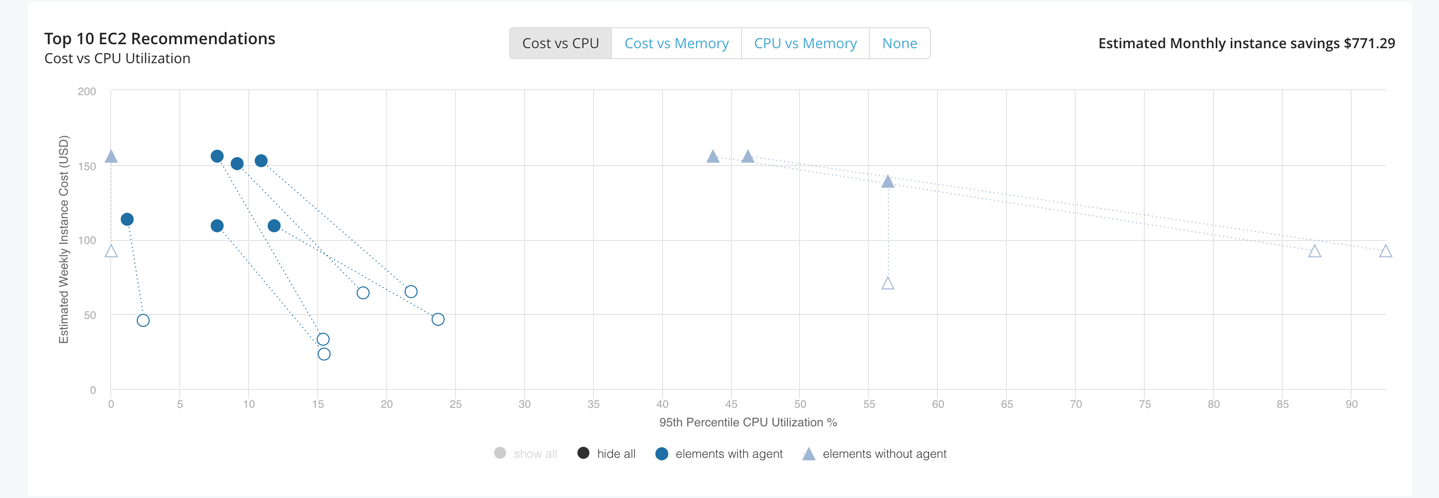 Top 10 EC2 Recommendations
Cost vs CPU Utilization
Cost vs CPU
Cost vs Memory
CPU vs Memory
None
Estimated Monthly instance savings $771.29
Estimated Weekly Instance Cost (USD)
200
150
100
50
0
0 5 10 15 20 25 30 35 40 45 50 55 60 65 70 75 80 85 90
95th Percentile CPU Utilization %
show all hide all elements with agent elements without agent